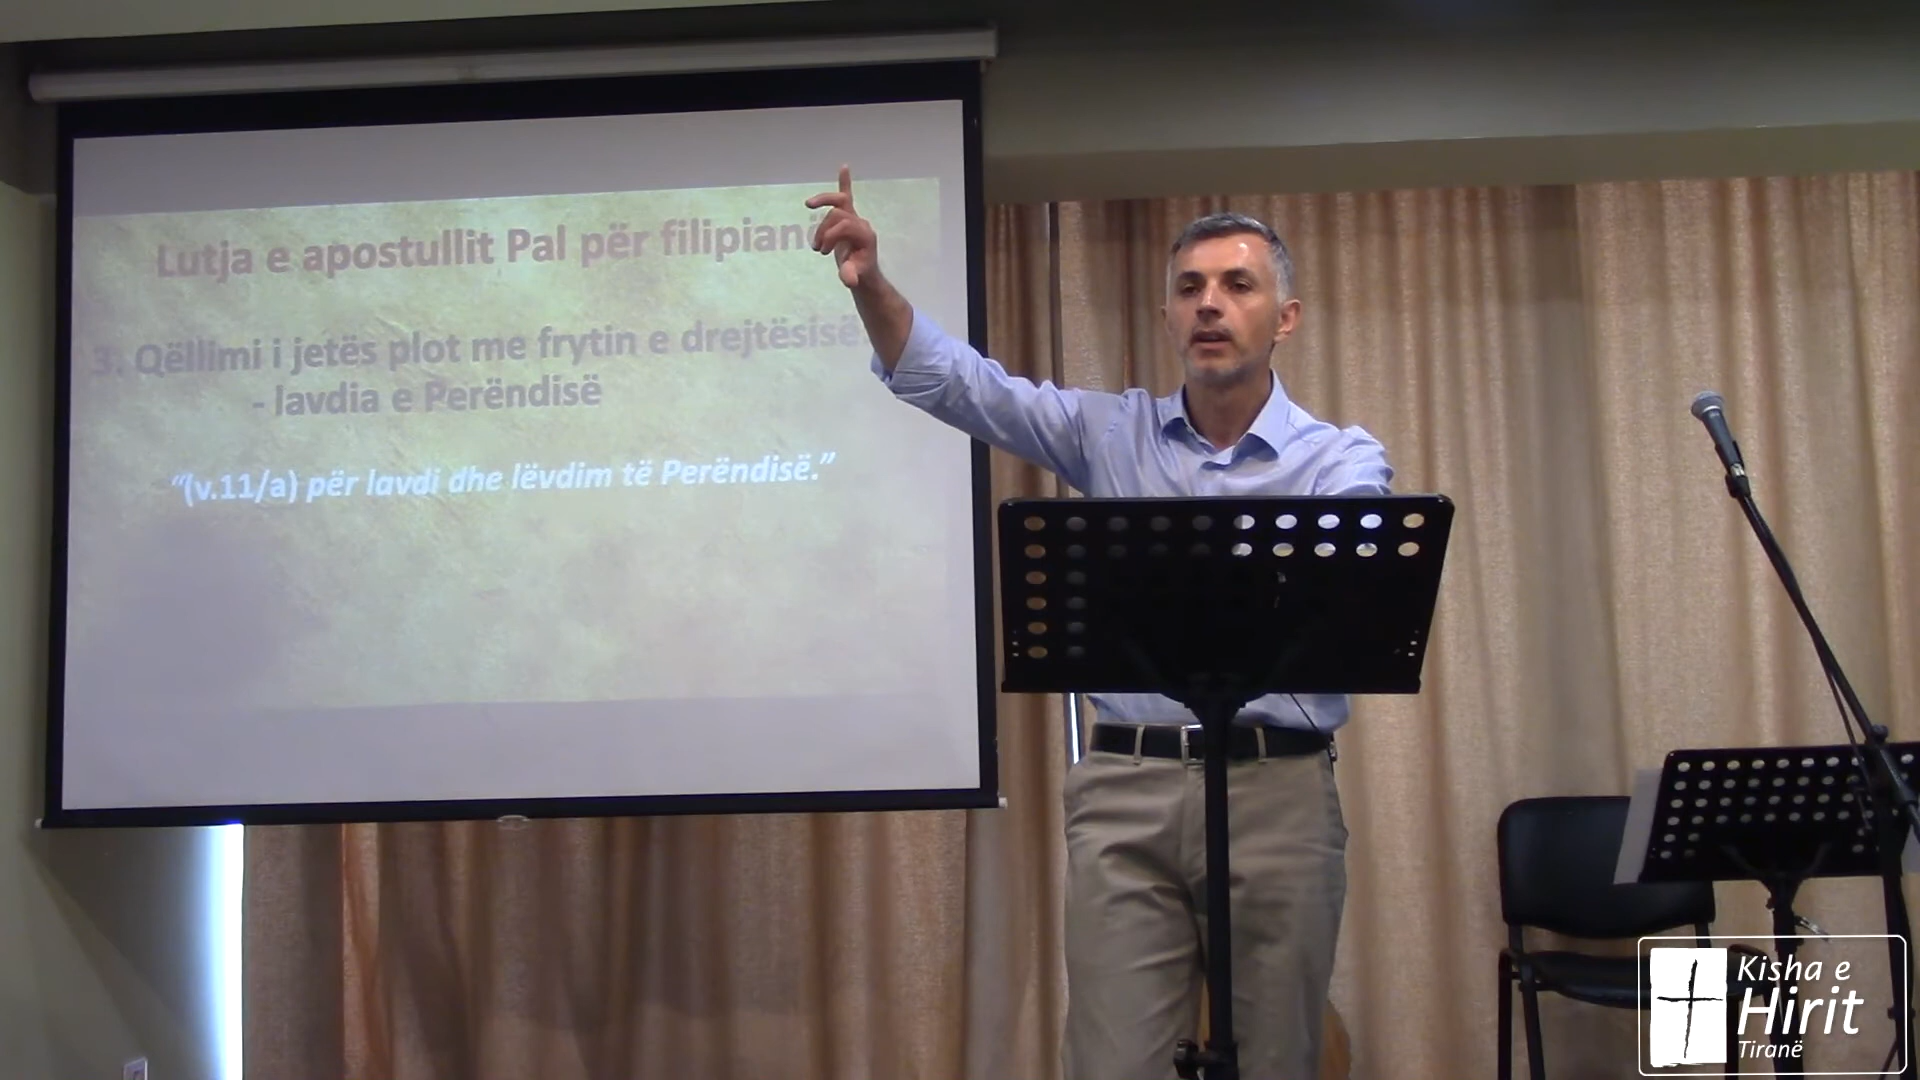 Lutja e apostullit Pal për filipianë
3. Qëllimi i jetës plot me frytin e drejtësisë:
- lavdia e Perëndisë
“(v.11/a) për lavdi dhe lëvdim të Perëndisë.”
Kisha e
Hirit
Tiranë